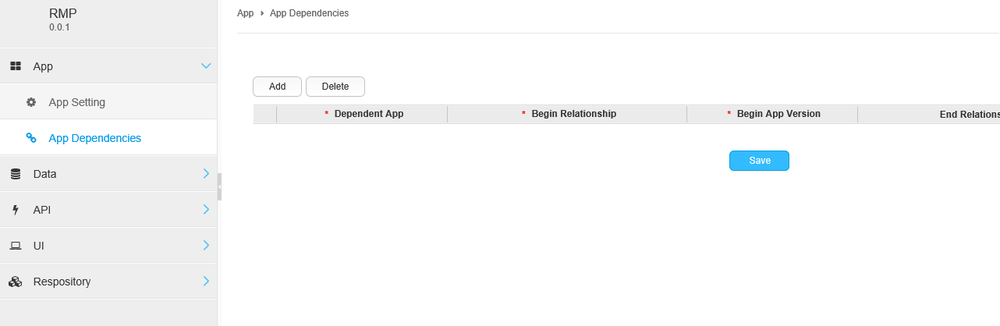 RMP
0.0.1
App
App Setting
App Dependencies
Data
API
UI
Respository
App › App Dependencies
Add Delete
* Dependent App * Begin Relationship * Begin App Version End Relations
Save